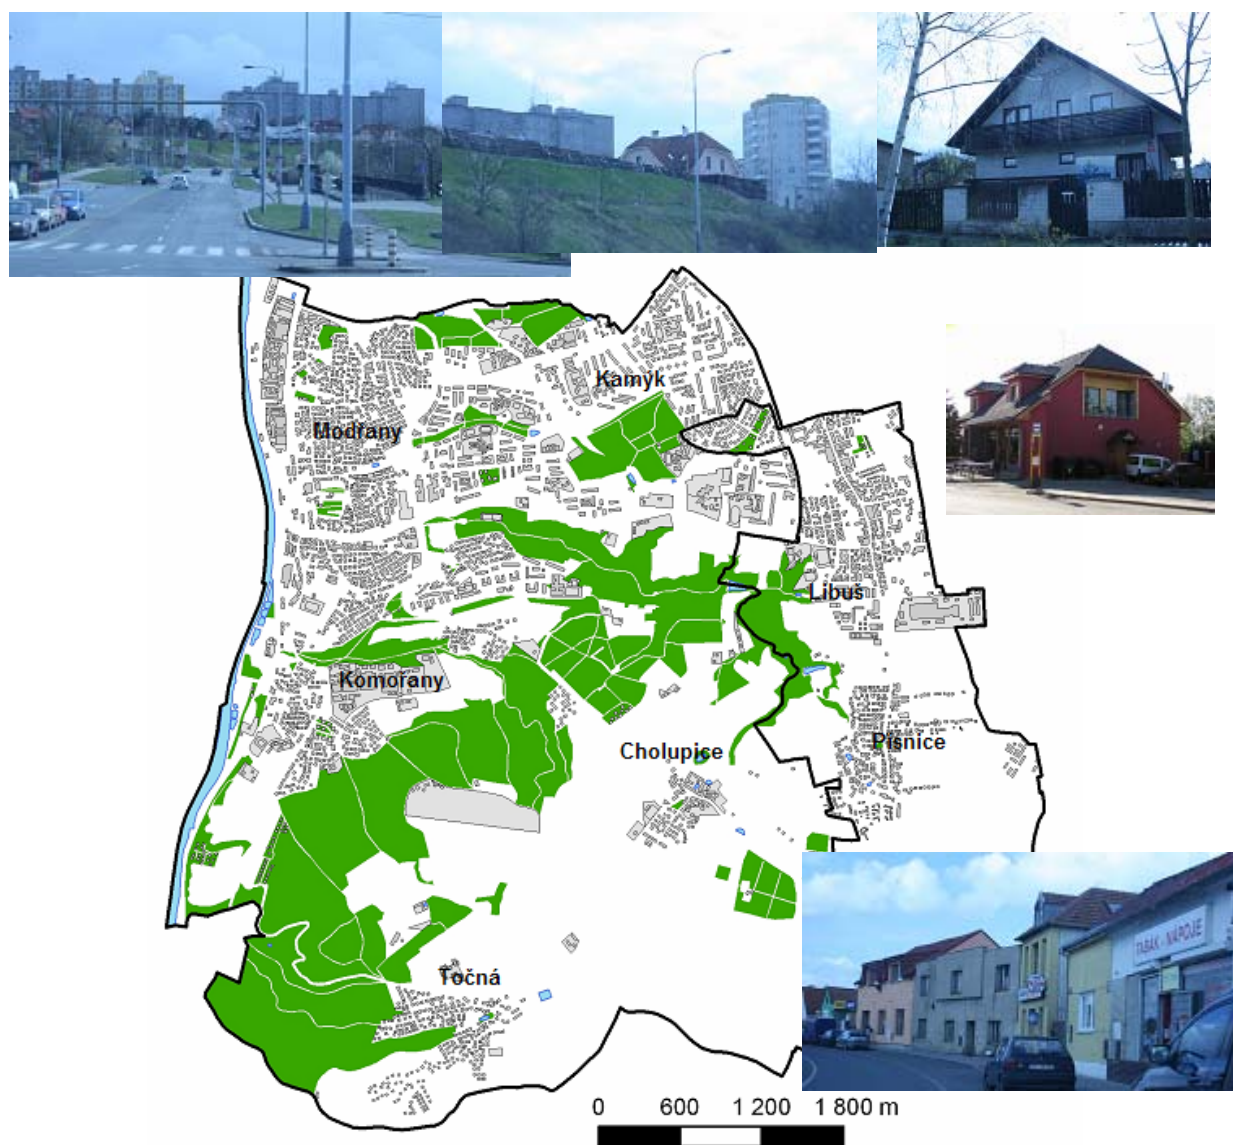 Kamýk
Modřany
Libuš
Komořany
Písnice
Cholupice
TABÁK - NÁPOJE
Točná
0 600 1 200 1 800 m